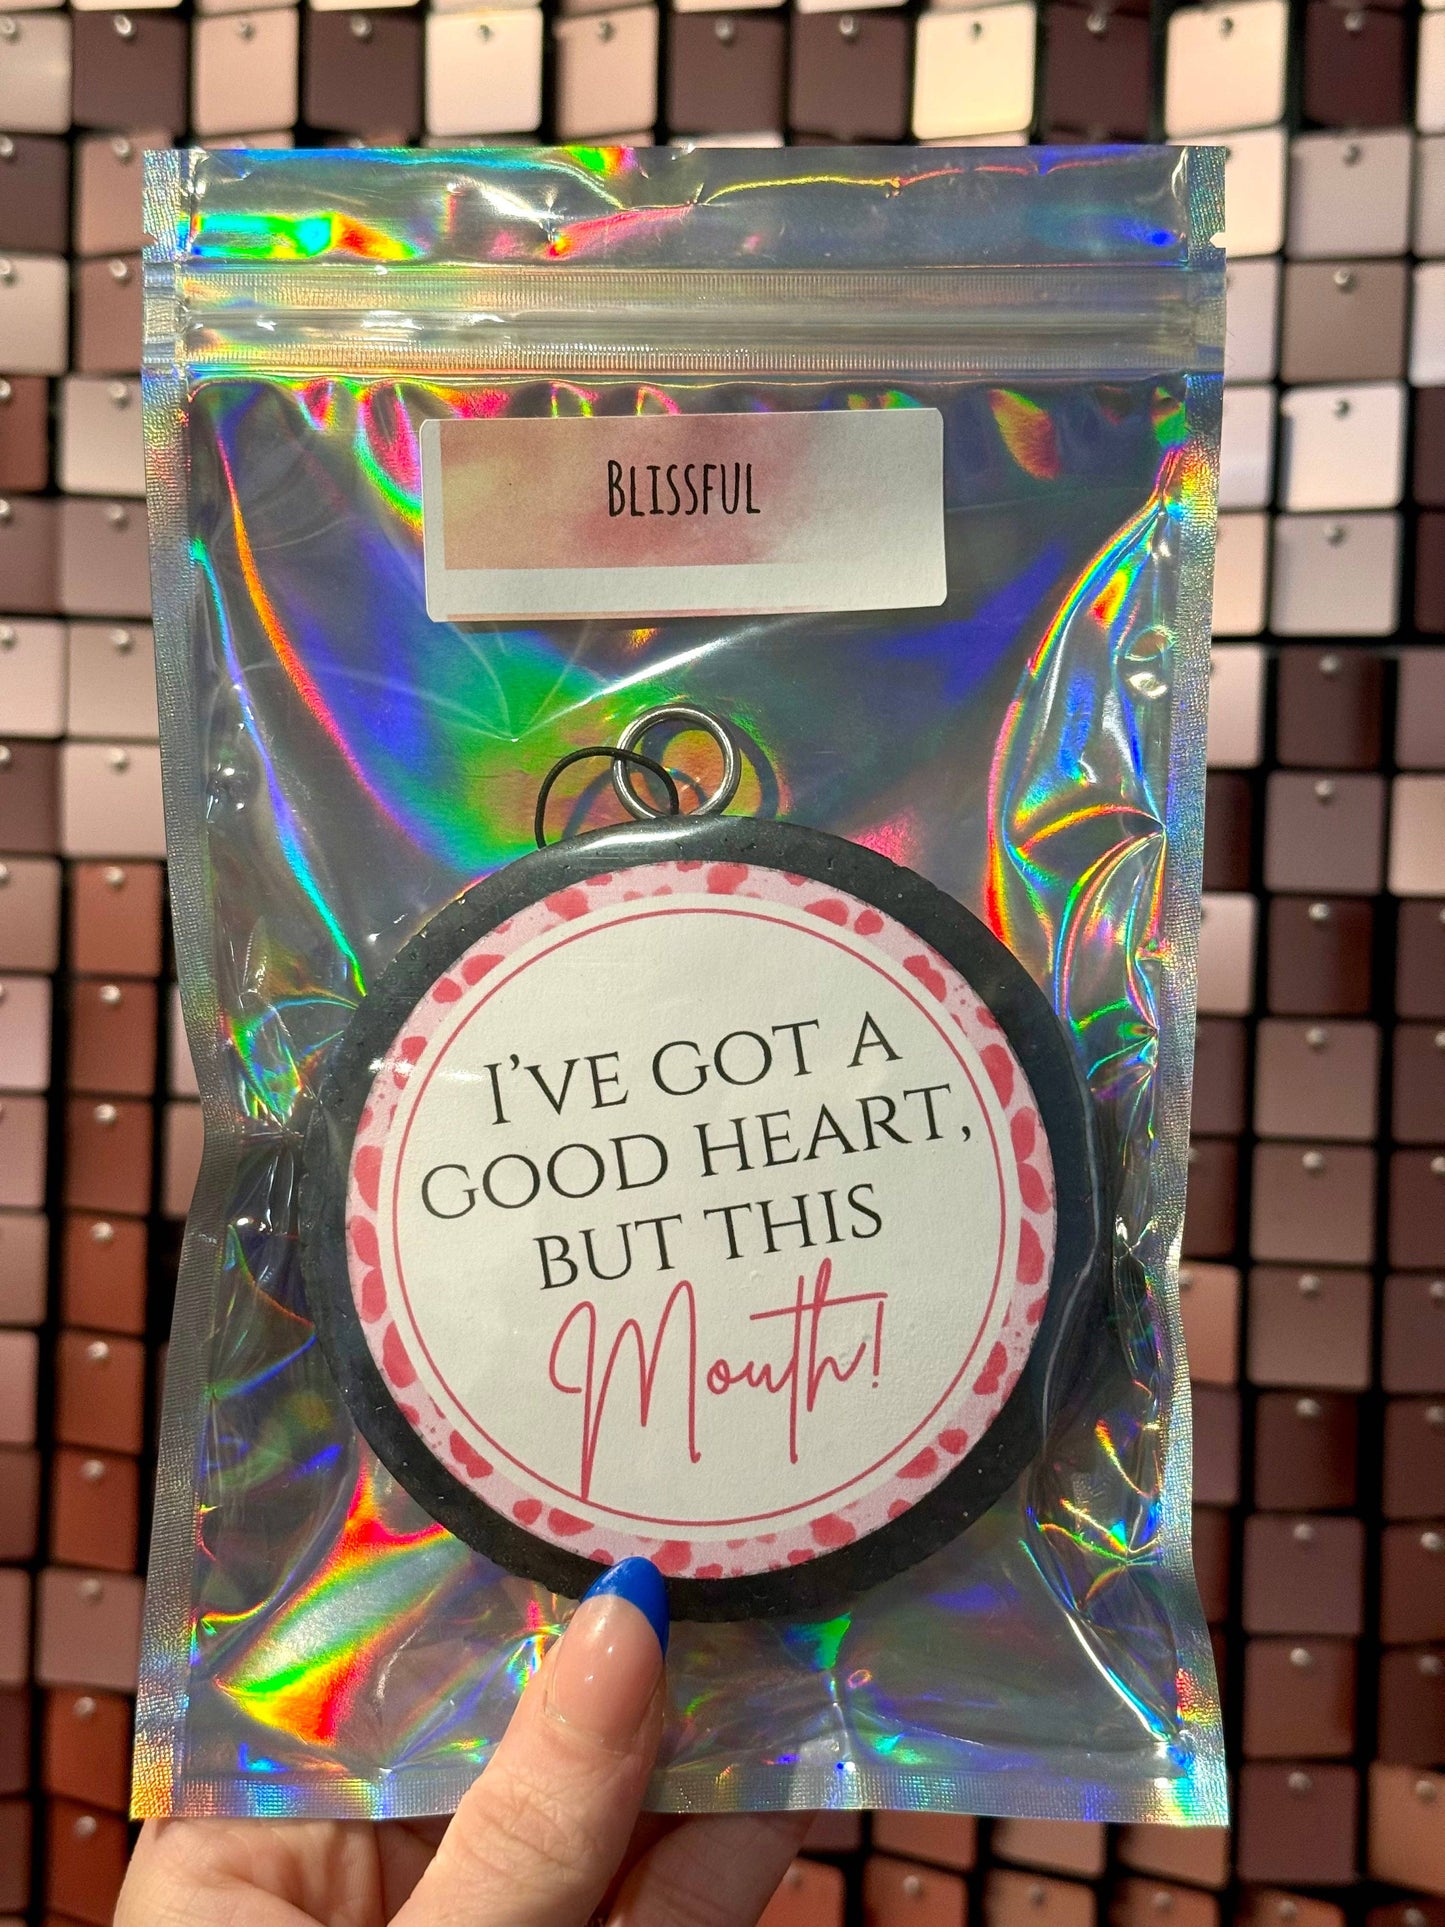 BLISSFUL
I'VE GOT A
GOOD HEART,
BUT THIS
Mouth!